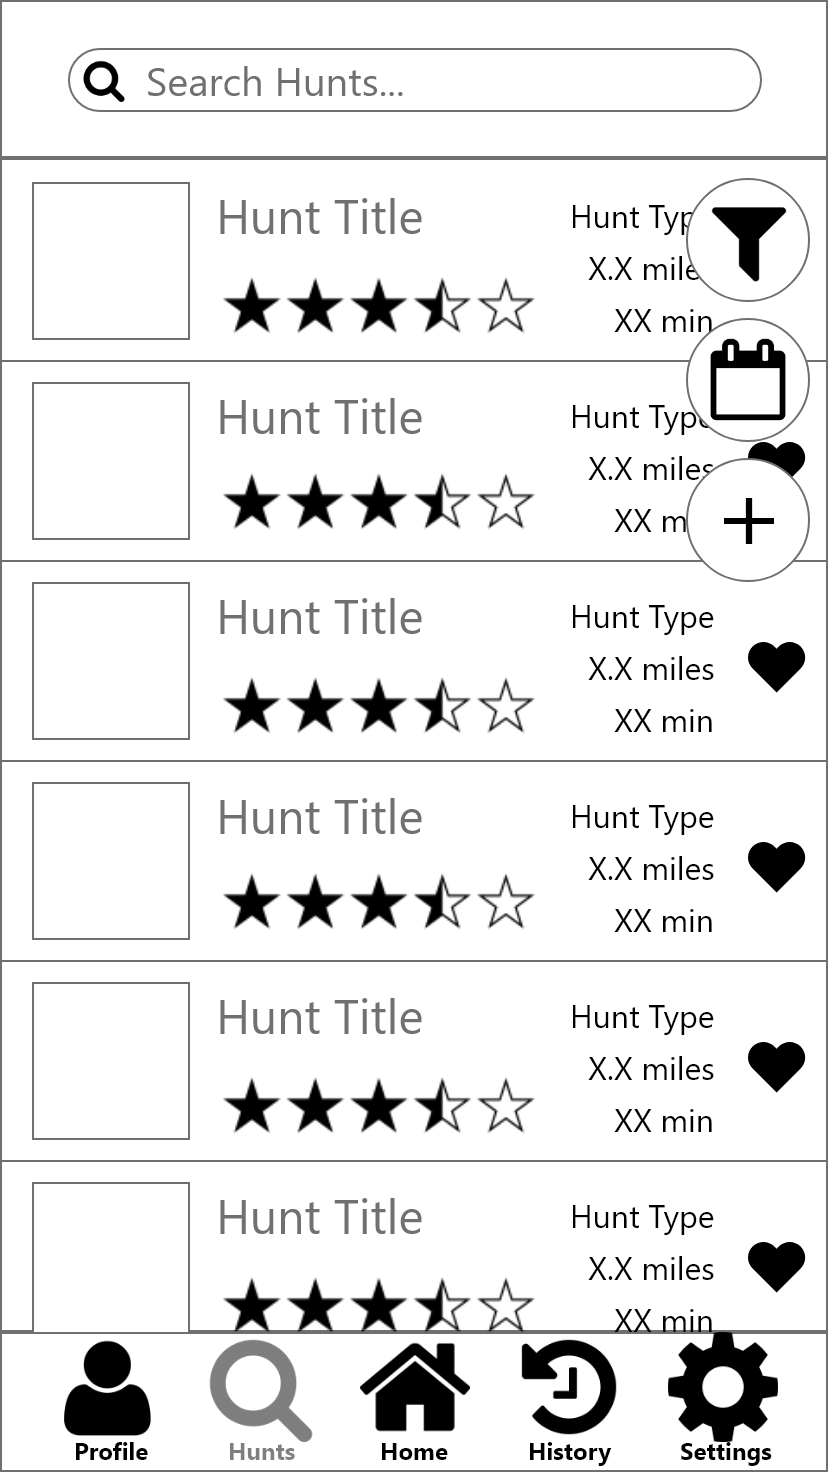 Search Hunts...
Hunt Title
Hunt Typ
X.X mile
XX min
Hunt Title
Hunt Type
X.X miles
XX m
Hunt Title
Hunt Type
X.X miles
XX min
Hunt Title
Hunt Type
X.X miles
XX min
Hunt Title
Hunt Type
X.X miles
XX min
Hunt Title
Hunt Type
X.X miles
XX min
Profile
Hunts
Home
History
Settings